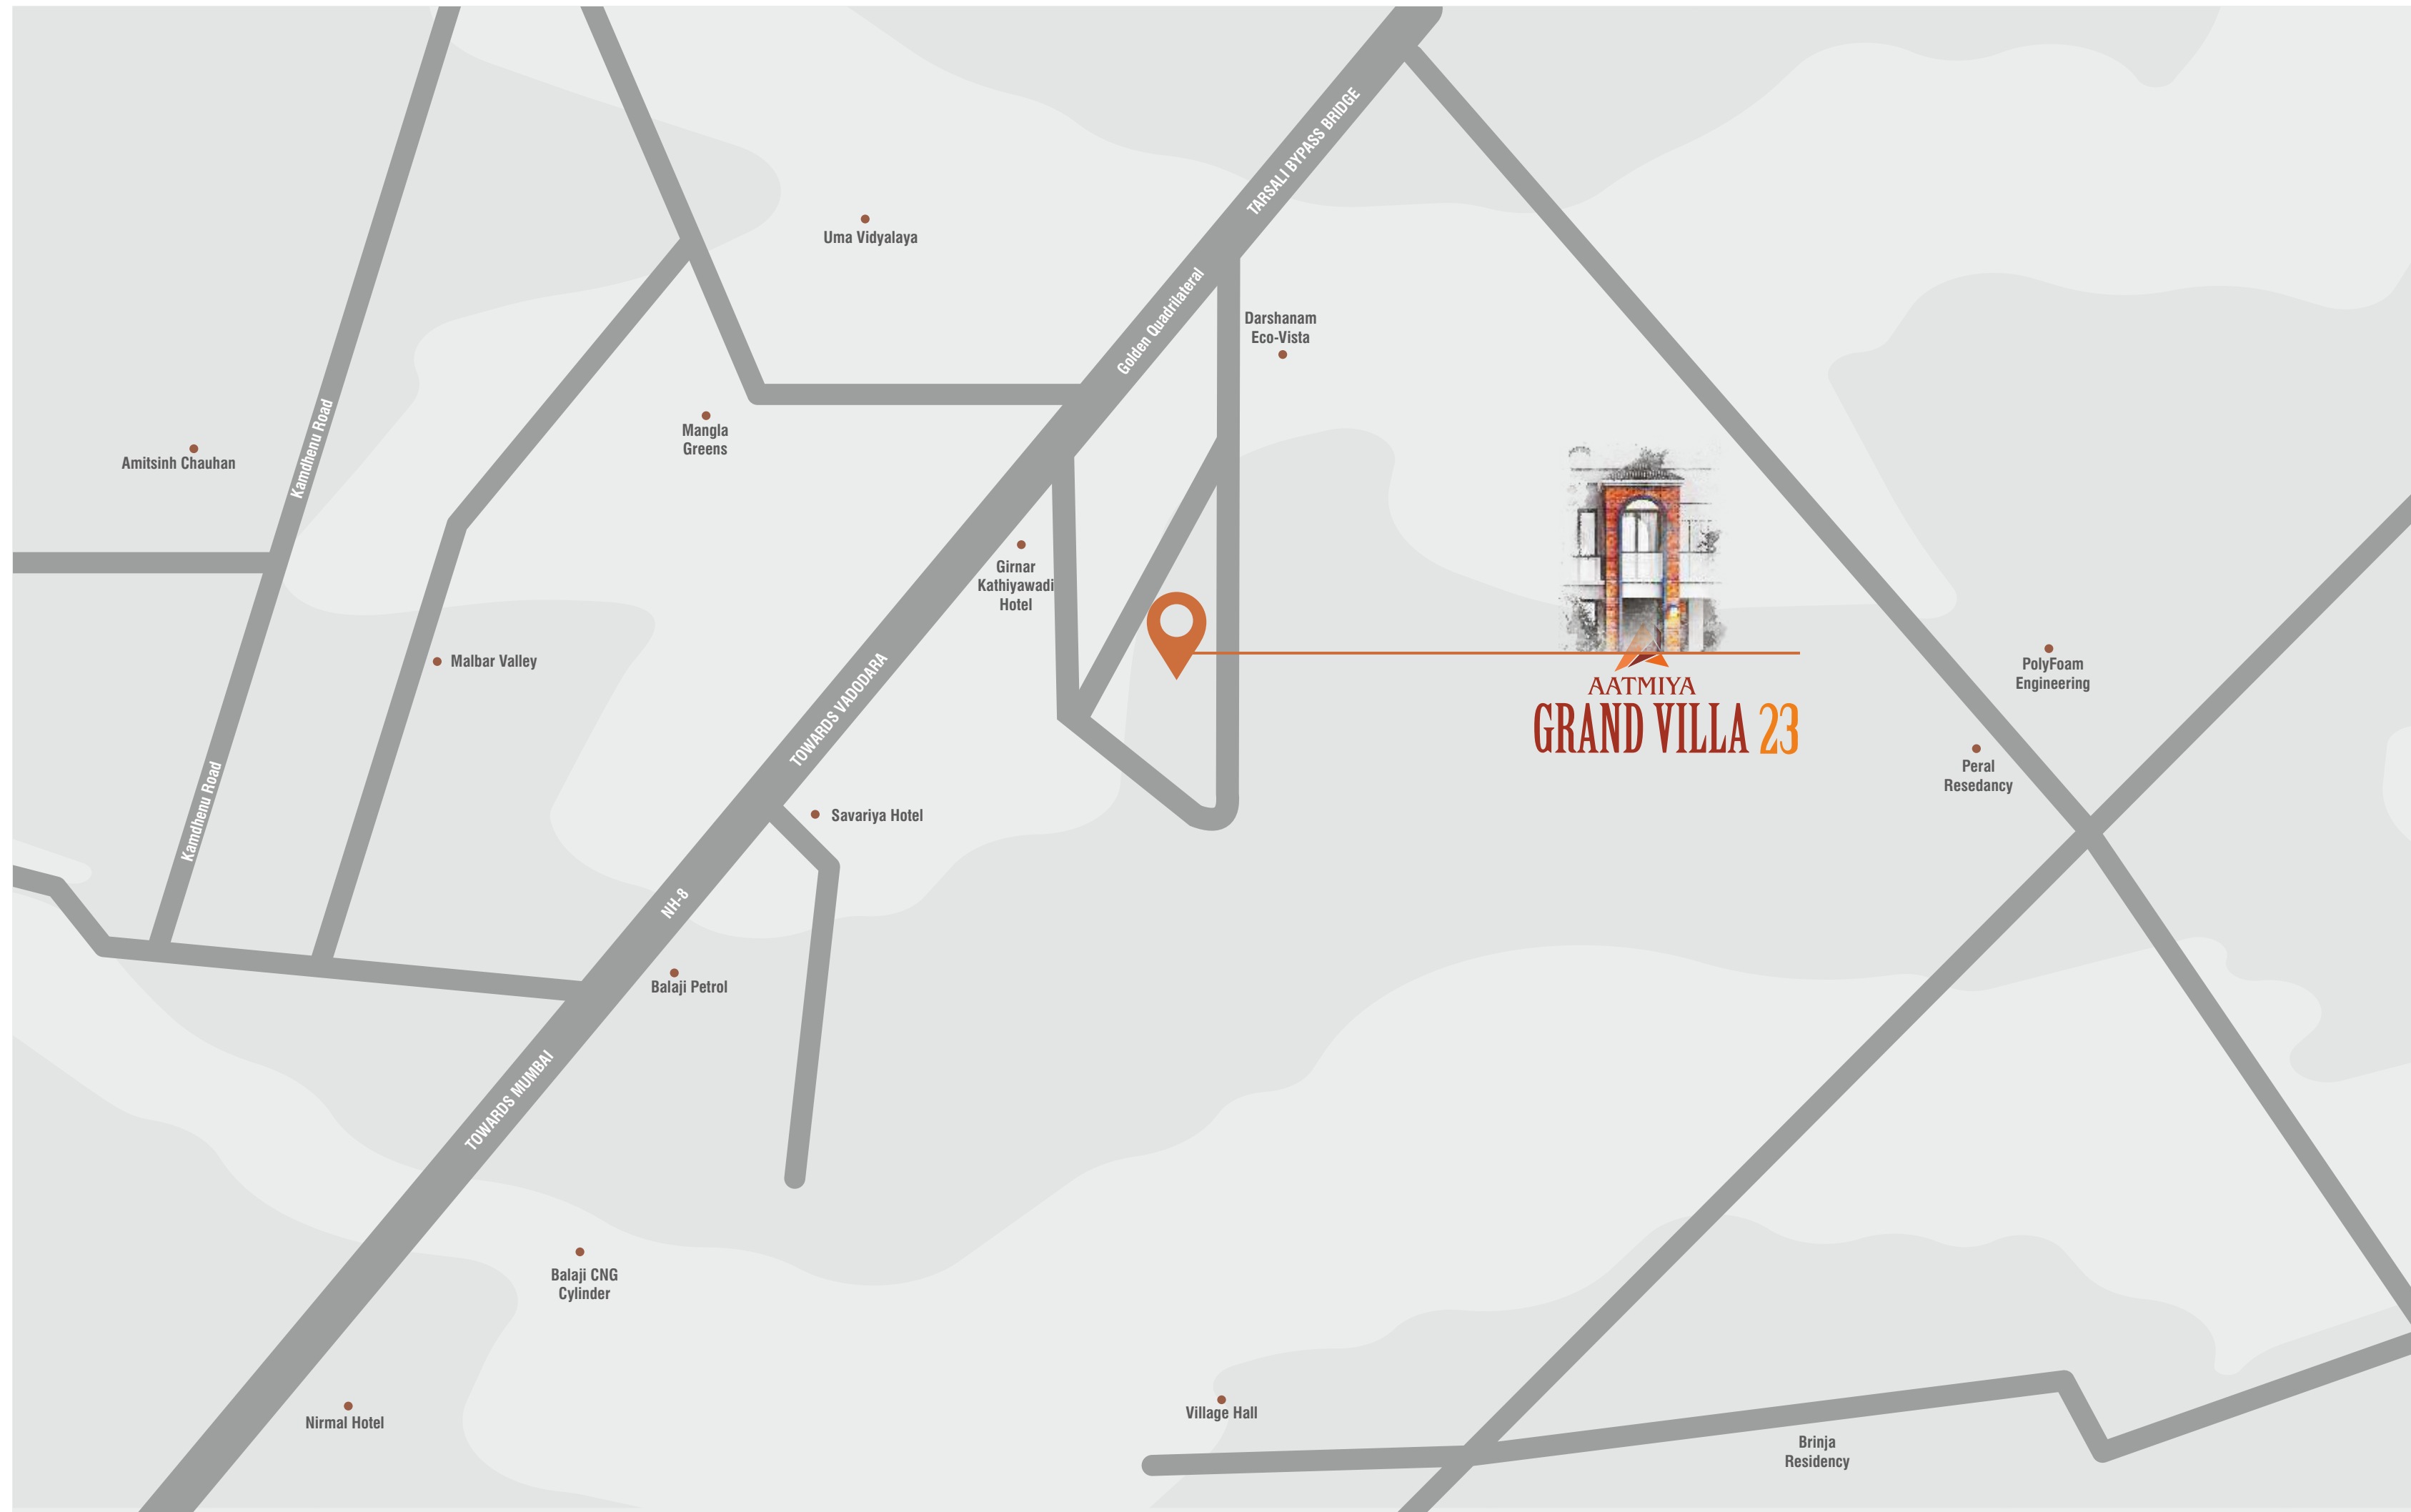 TARSALI BYPASS BRIDGE
Uma Vidyalaya
Golden Quadrilateral
Darshanam
Eco-Vista
Kamdhenu Road
Mangla
Greens
Amitsinh Chauhan
Girnar
Kathiyawadi
Hotel
Malbar Valley
TOWARDS VADODARA
AATMIYA
GRAND VILLA 23
PolyFoam
Engineering
Peral
Resedancy
Kamdhenu Road
Savariya Hotel
NH-8
Balaji Petrol
TOWARDS MUMBAI
Balaji CNG
Cylinder
Nirmal Hotel
Village Hall
Brinja
Residency